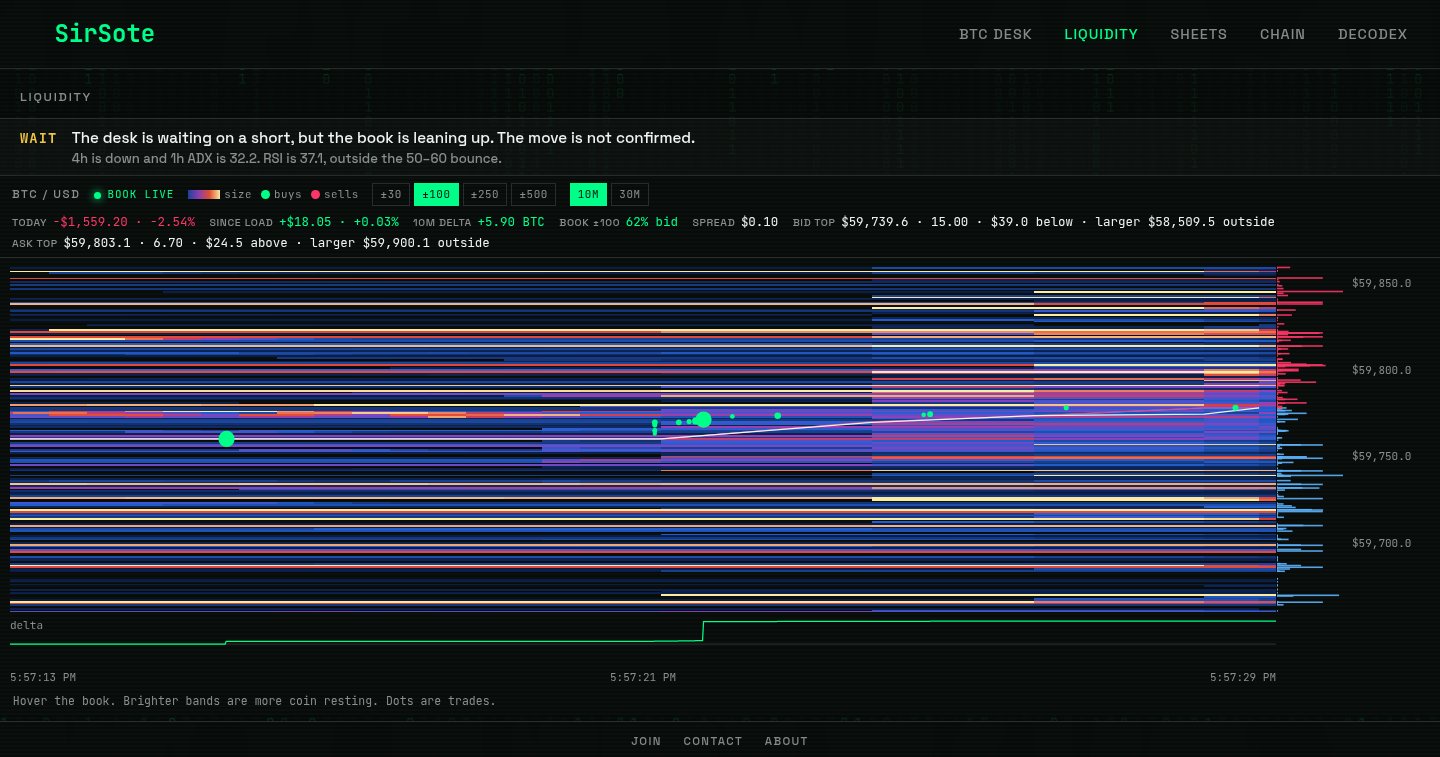 SirSote
BTC DESK LIQUIDITY SHEETS CHAIN DECODEX
LIQUIDITY
WAIT The desk is waiting on a short, but the book is leaning up. The move is not confirmed.
4h is down and 1h ADX is 32.2. RSI is 37.1, outside the 50–60 bounce.
BTC / USD BOOK LIVE size buys sells ±30 ±100 ±250 ±500 10M 30M
TODAY -$1,559.20 · -2.54% SINCE LOAD +$18.05 · +0.03% 10M DELTA +5.90 BTC BOOK ±100 62% bid SPREAD $0.10 BID TOP $59,739.6 · 15.00 · $39.0 below · larger $58,509.5 outside
ASK TOP $59,803.1 · 6.70 · $24.5 above · larger $59,900.1 outside
$59,850.0
$59,800.0
$59,750.0
$59,700.0
delta
5:57:13 PM 5:57:21 PM 5:57:29 PM
Hover the book. Brighter bands are more coin resting. Dots are trades.
JOIN CONTACT ABOUT